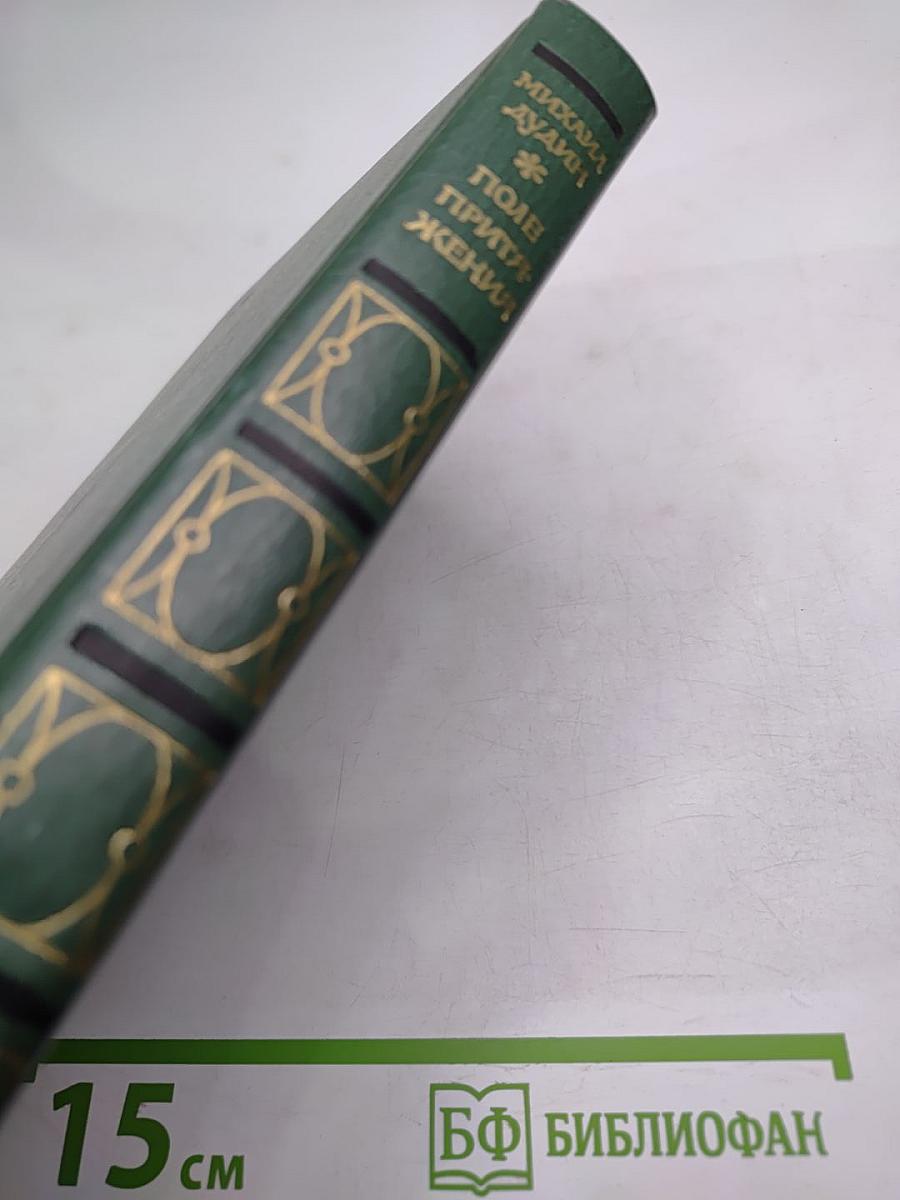 МИХАИЛ
ДУДИН
*
ПОЛЕ
ПРИТЯ-
ЖЕНИЯ
15 см
БФ БИБЛИОФАН